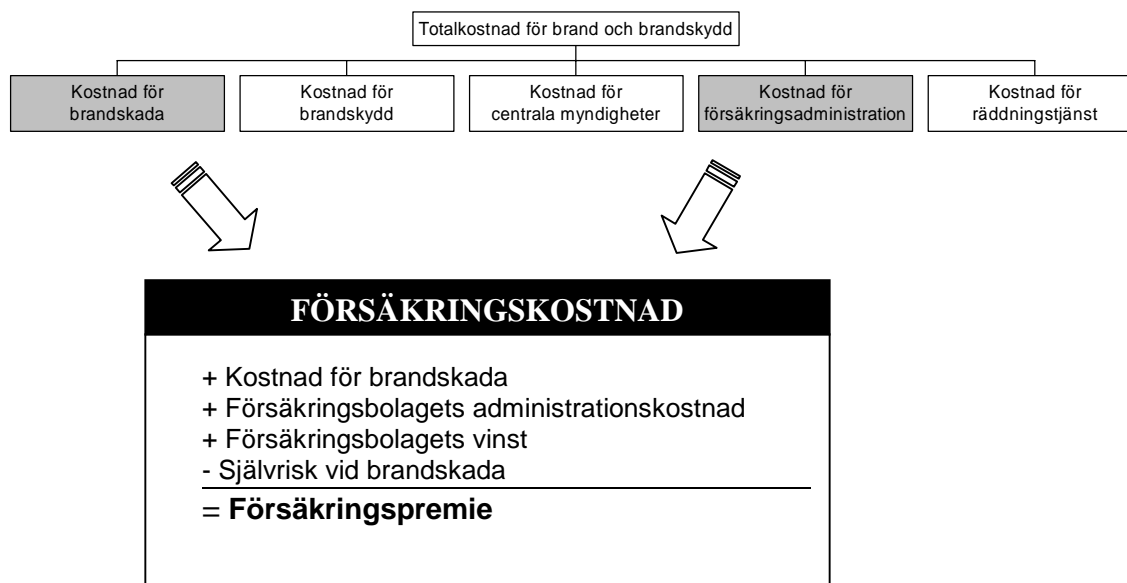 Totalkostnad för brand och brandskydd
Kostnad för
brandskada
Kostnad för
brandskydd
Kostnad för
centrala myndigheter
Kostnad för
försäkringsadministration
Kostnad för
räddningstjänst
FÖRSÄKRINGSKOSTNAD
+ Kostnad för brandskada
+ Försäkringsbolagets administrationskostnad
+ Försäkringsbolagets vinst
- Självrisk vid brandskada
= Försäkringspremie